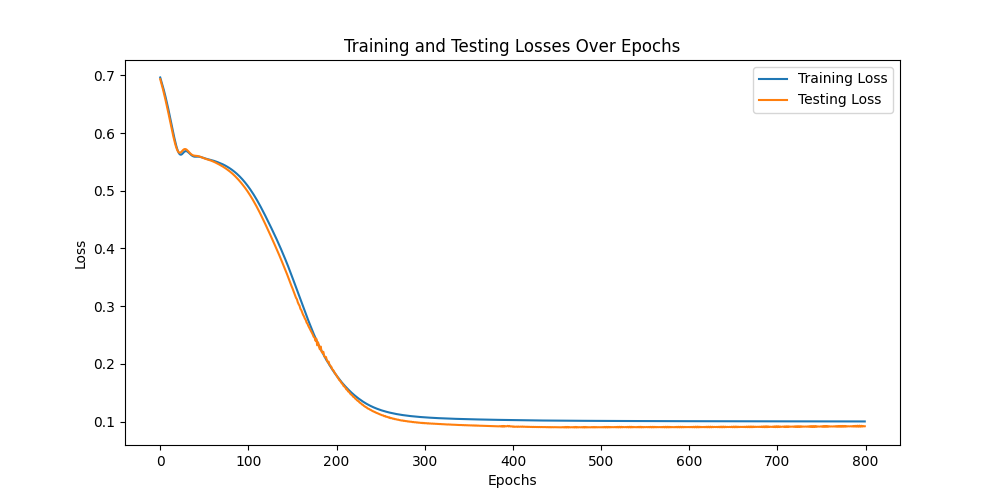 Training and Testing Losses Over Epochs
Training Loss
Testing Loss
Loss
0.7
0.6
0.5
0.4
0.3
0.2
0.1
0 100 200 300 400 500 600 700 800
Epochs